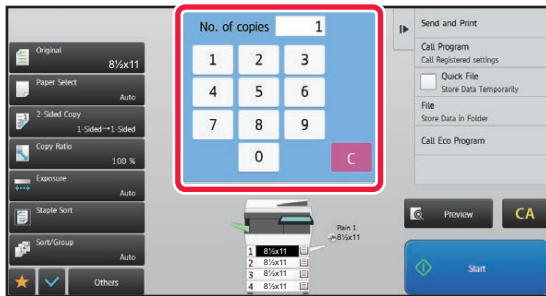 No. of copies 1
1 2 3
4 5 6
7 8 9
0 C
Original
8½x11
Paper Select
Auto
2-Sided Copy
1-Sided→1-Sided
Copy Ratio
100 %
Exposure
Auto
Staple Sort
Sort/Group
Auto
Others
Plain 1
8½x11
1 8½x11
2 8½x11
3 8½x11
4 8½x11
Send and Print
Call Program
Call Registered settings
Quick File
Store Data Temporarily
File
Store Data in Folder
Call Eco Program
Preview
CA
Start